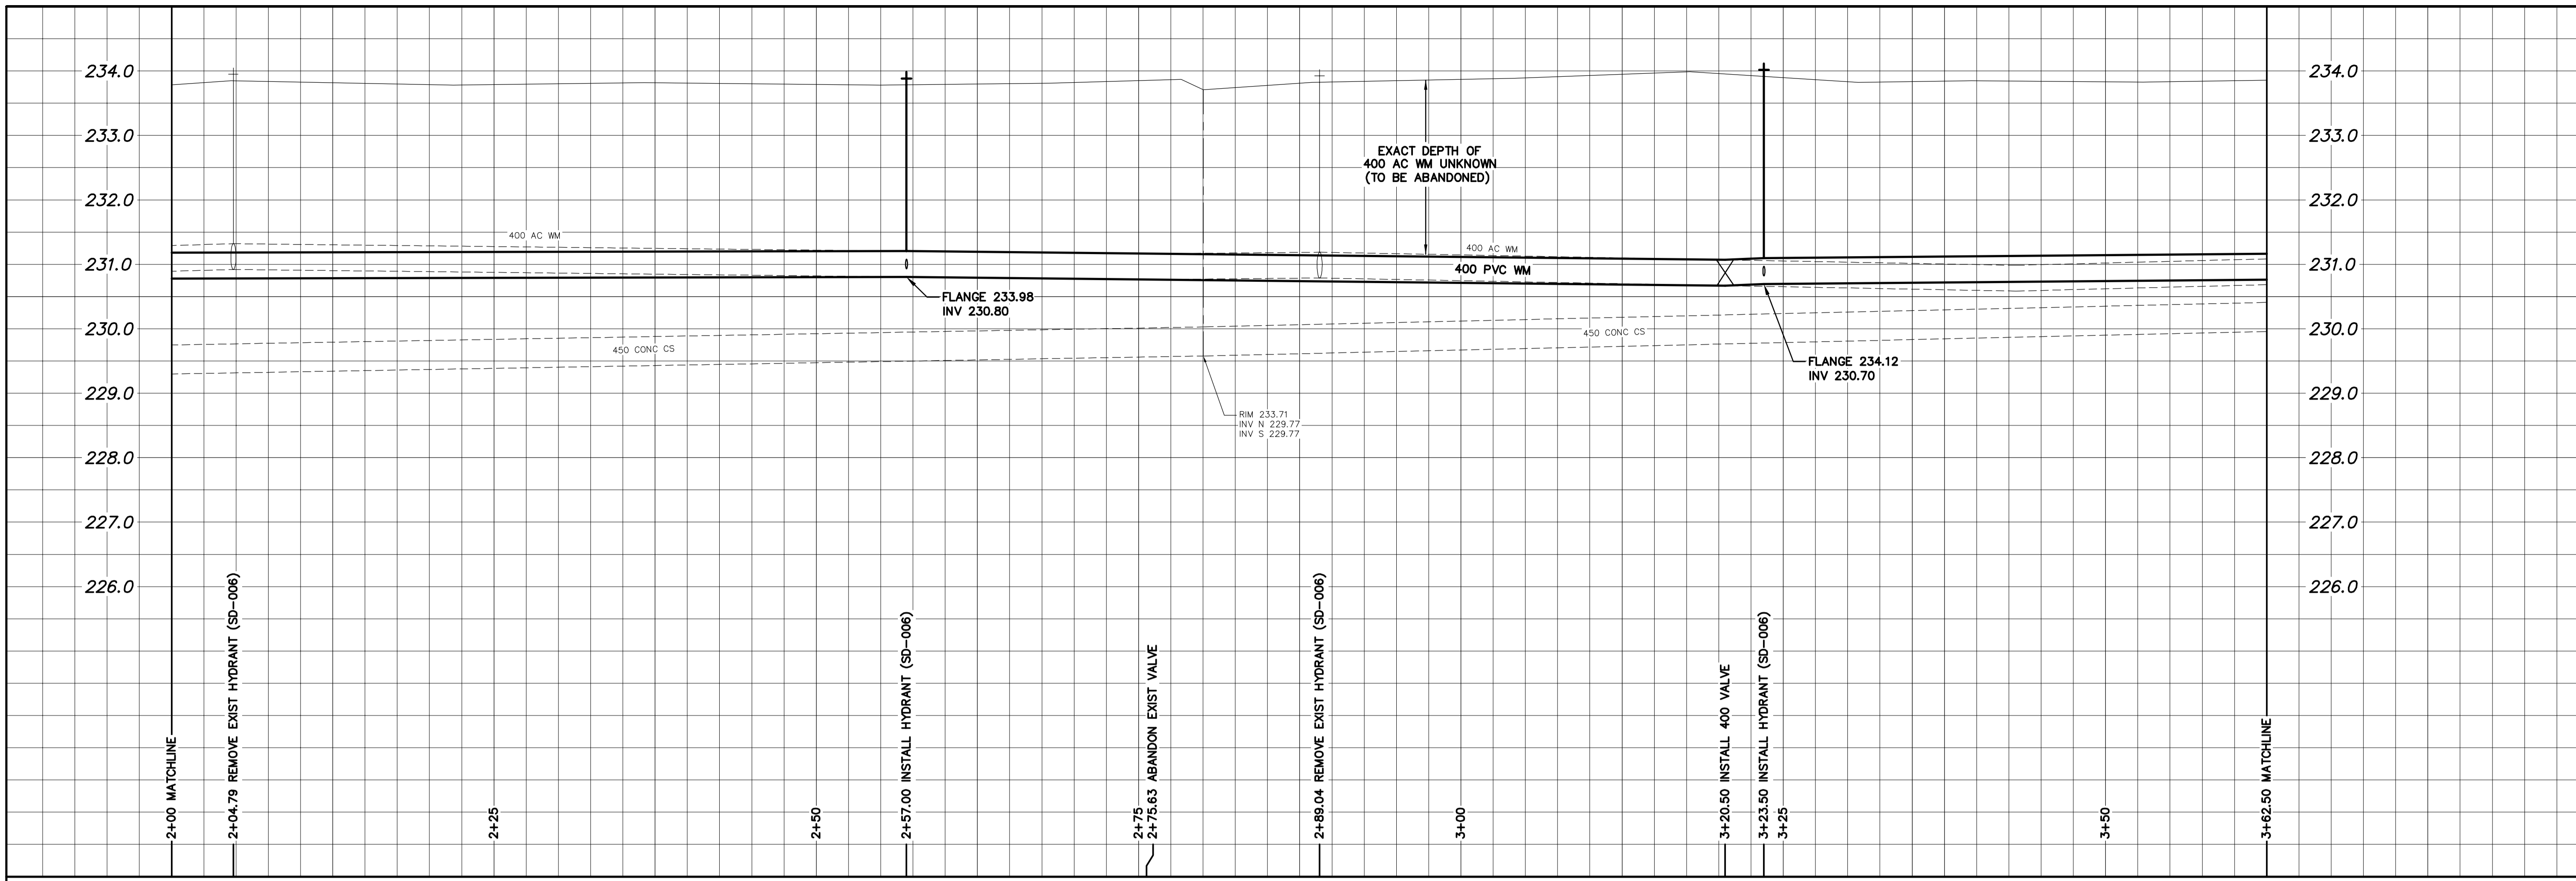 234.0
234.0
233.0
233.0
EXACT DEPTH OF
400 AC WM UNKNOWN
(TO BE ABANDONED)
232.0
232.0
400 AC WM
400 AC WM
231.0
231.0
400 PVC WM
FLANGE 233.98
INV 230.80
230.0
230.0
450 CONC CS
450 CONC CS
FLANGE 234.12
INV 230.70
229.0
229.0
RIM 233.71
INV N 229.77
INV S 229.77
228.0
228.0
227.0
227.0
226.0
226.0
2+00 MATCHLINE
2+04.79 REMOVE EXIST HYDRANT (SD-006)
2+25
2+50
2+57.00 INSTALL HYDRANT (SD-006)
2+75
2+75.63 ABANDON EXIST VALVE
2+89.04 REMOVE EXIST HYDRANT (SD-006)
3+00
3+20.50 INSTALL 400 VALVE
3+23.50 INSTALL HYDRANT (SD-006)
3+25
3+50
3+62.50 MATCHLINE